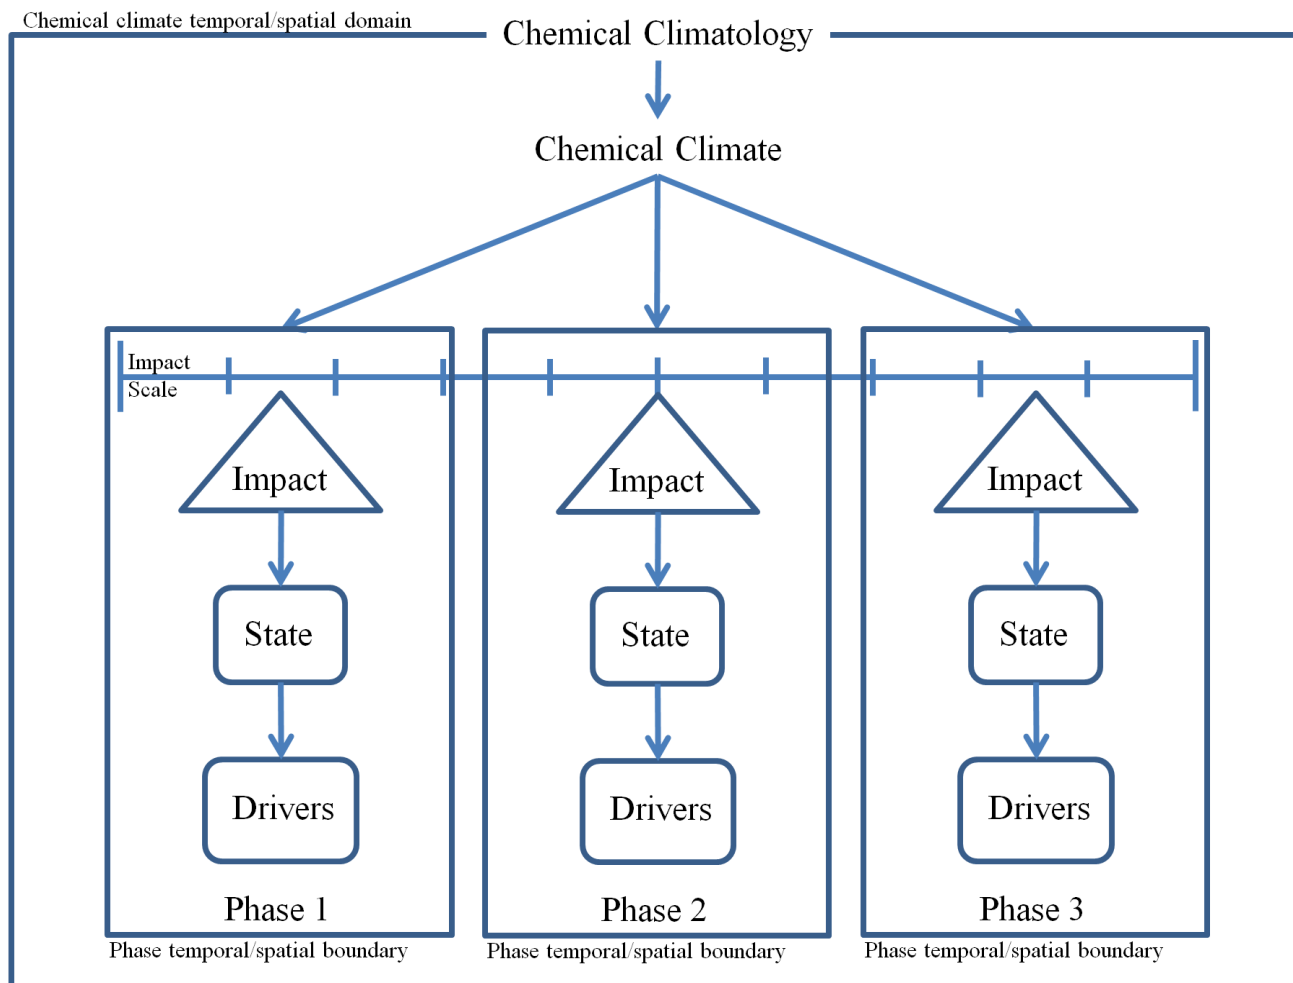 Chemical climate temporal/spatial domain
Chemical Climatology
Chemical Climate
Impact
Scale
Impact
State
Drivers
Phase 1
Phase temporal/spatial boundary
Impact
State
Drivers
Phase 2
Phase temporal/spatial boundary
Impact
State
Drivers
Phase 3
Phase temporal/spatial boundary